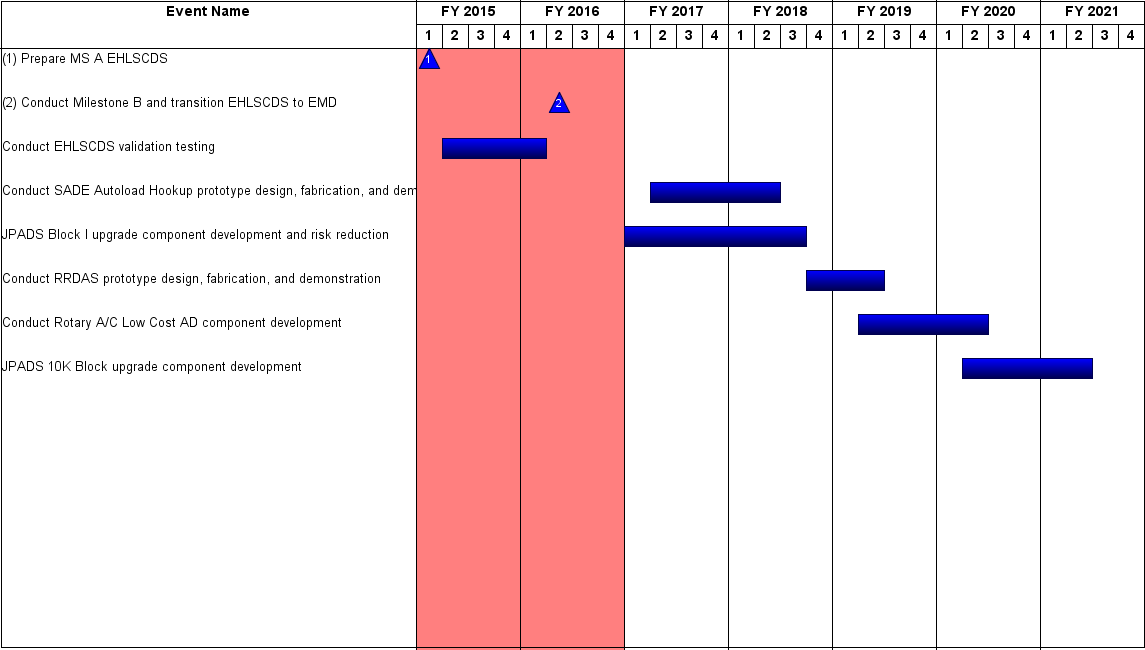 Event Name FY 2015 FY 2016 FY 2017 FY 2018 FY 2019 FY 2020 FY 2021
1 2 3 4 1 2 3 4 1 2 3 4 1 2 3 4 1 2 3 4 1 2 3 4 1 2 3 4
(1) Prepare MS A EHLSCDS 1
(2) Conduct Milestone B and transition EHLSCDS to EMD 2
Conduct EHLSCDS validation testing
Conduct SADE Autoload Hookup prototype design, fabrication, and dem
JPADS Block I upgrade component development and risk reduction
Conduct RRDAS prototype design, fabrication, and demonstration
Conduct Rotary A/C Low Cost AD component development
JPADS 10K Block upgrade component development